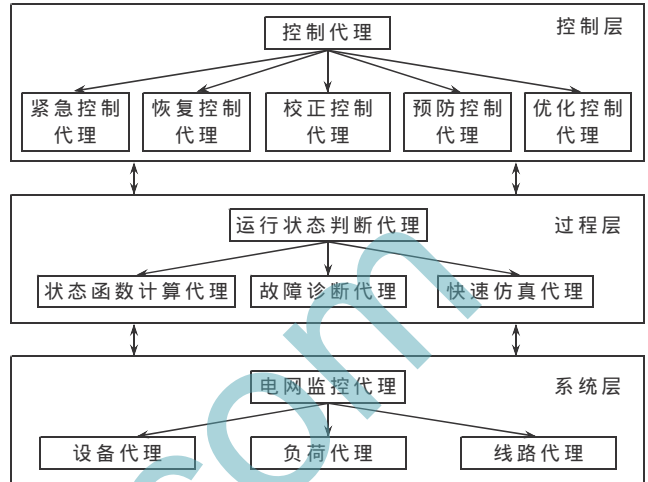 控制代理
控制层
紧急控制
代理
恢复控制
代理
校正控制
代理
预防控制
代理
优化控制
代理
运行状态判断代理
过程层
状态函数计算代理
故障诊断代理
快速仿真代理
电网监控代理
系统层
设备代理
负荷代理
线路代理
com